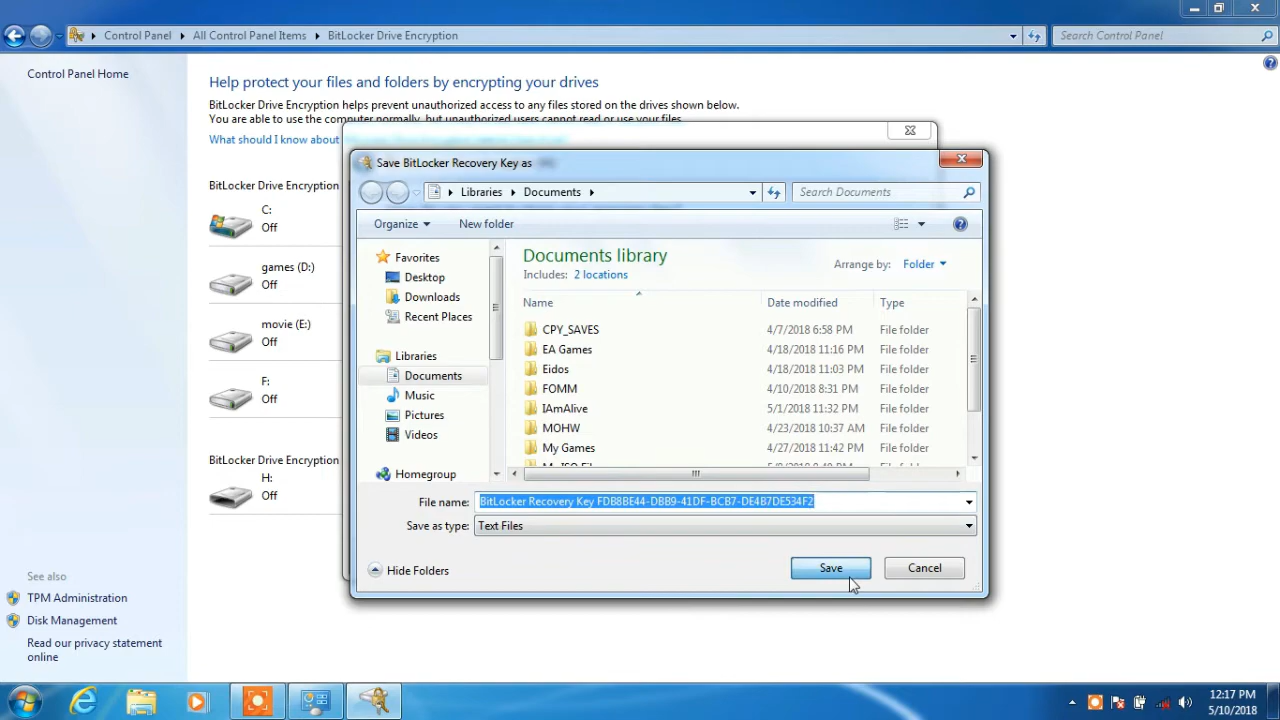 Control Panel
All Control Panel Items
BitLocker Drive Encryption
Search Control Panel
Control Panel Home
Help protect your files and folders by encrypting your drives
BitLocker Drive Encryption helps prevent unauthorized access to any files stored on the drives shown below.
You are able to use the computer normally, but unauthorized users cannot read or use your files.
What should I know about
BitLocker Drive Encryption
C:
Off
games (D:)
Off
movie (E:)
Off
F:
Off
BitLocker Drive Encryption
H:
Off
See also
TPM Administration
Disk Management
Read our privacy statement
online
Save BitLocker Recovery Key as
Libraries
Documents
Search Documents
Organize
New folder
Favorites
Desktop
Downloads
Recent Places
Libraries
Documents
Music
Pictures
Videos
Homegroup
Documents library
Includes: 2 locations
Arrange by: Folder
Name Date modified Type
CPY_SAVES 4/7/2018 6:58 PM File folder
EA Games 4/18/2018 11:16 PM File folder
Eidos 4/18/2018 11:03 PM File folder
FOMM 4/10/2018 8:31 PM File folder
IAmAlive 5/1/2018 11:32 PM File folder
MOHW 4/23/2018 10:37 AM File folder
My Games 4/27/2018 11:42 PM File folder
File name: BitLocker Recovery Key FDB8BE44-DBB9-41DF-BCB7-DE4B7DE534F2
Save as type: Text Files
Hide Folders
Save
Cancel
12:17 PM
5/10/2018